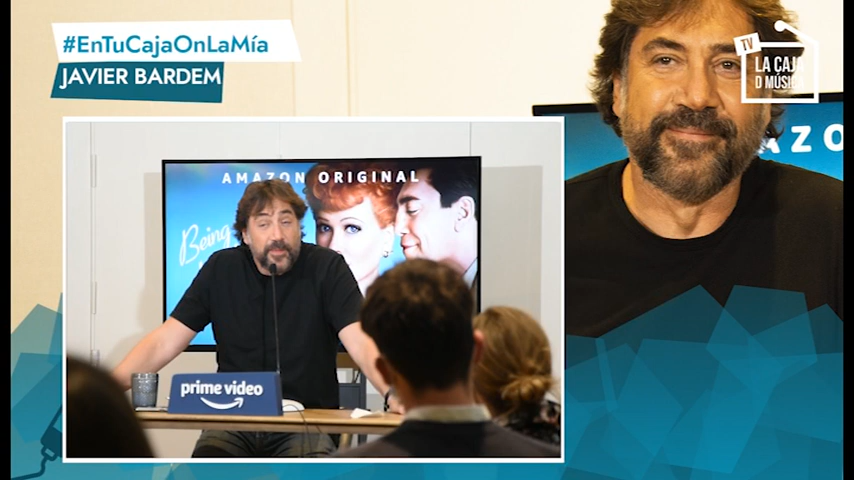 #EnTuCajaOnLaMía
JAVIER BARDEM
TV
LA CAJA
D MÚSICA
AZO
AMAZON ORIGINAL
Being
prime video